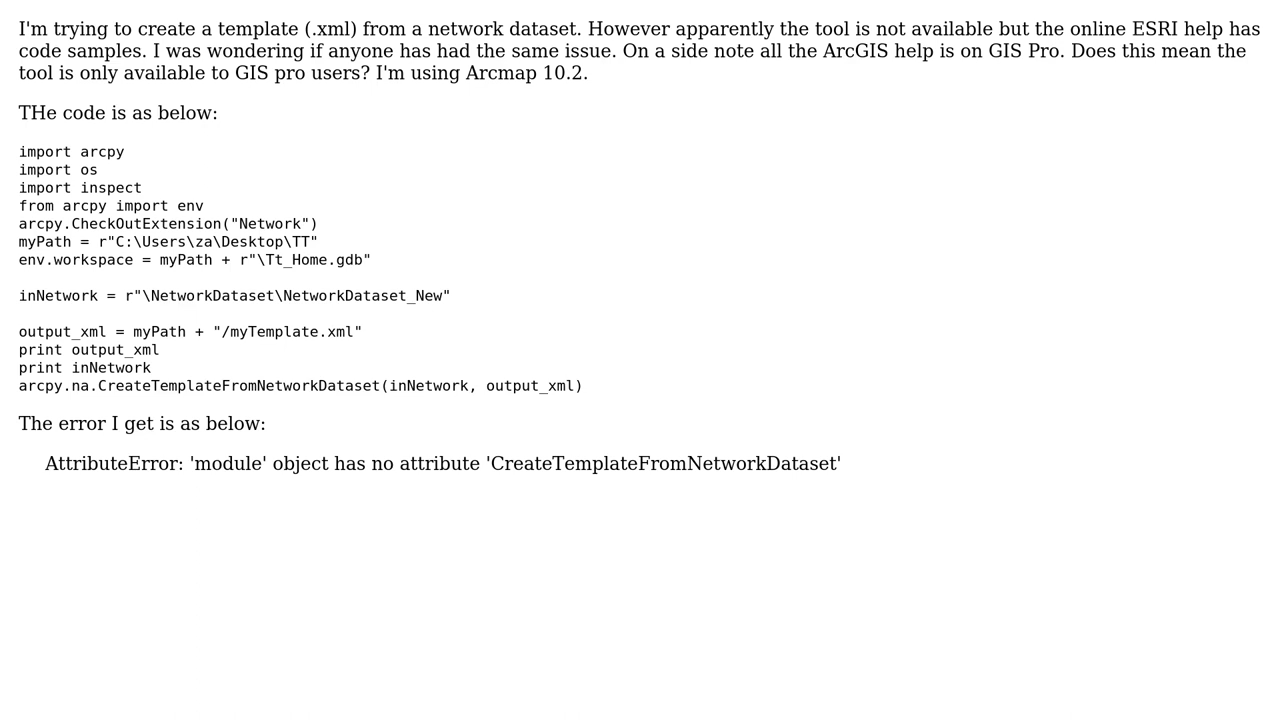 I'm trying to create a template (.xml) from a network dataset. However apparently the tool is not available but the online ESRI help has
code samples. I was wondering if anyone has had the same issue. On a side note all the ArcGIS help is on GIS Pro. Does this mean the
tool is only available to GIS pro users? I'm using Arcmap 10.2.
THe code is as below:
import arcpy
import os
import inspect
from arcpy import env
arcpy.CheckOutExtension("Network")
myPath = r"C:\Users\za\Desktop\TT"
env.workspace = myPath + r"\Tt_Home.gdb"
inNetwork = r"\NetworkDataset\NetworkDataset_New"
output_xml = myPath + "/myTemplate.xml"
print output_xml
print inNetwork
arcpy.na.CreateTemplateFromNetworkDataset(inNetwork, output_xml)
The error I get is as below:
AttributeError: 'module' object has no attribute 'CreateTemplateFromNetworkDataset'